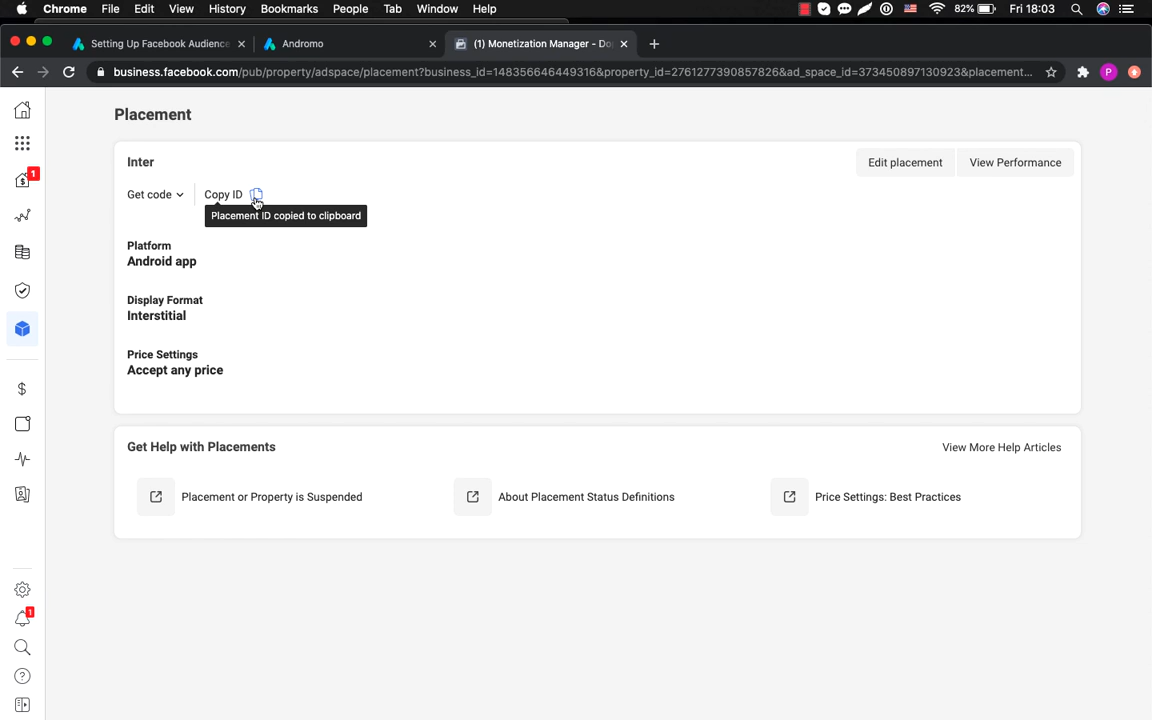 Chrome File Edit View History Bookmarks People Tab Window Help 82% Fri 18:03
Setting Up Facebook Audience
Andromo
(1) Monetization Manager - Do
business.facebook.com/pub/property/adspace/placement?business_id=148356646449316&property_id=2761277390857826&ad_space_id=373450897130923&placement...
P
Placement
Inter
Edit placement
View Performance
1
Get code
Copy ID
Placement ID copied to clipboard
Platform
Android app
Display Format
Interstitial
Price Settings
Accept any price
Get Help with Placements
View More Help Articles
Placement or Property is Suspended
About Placement Status Definitions
Price Settings: Best Practices
1